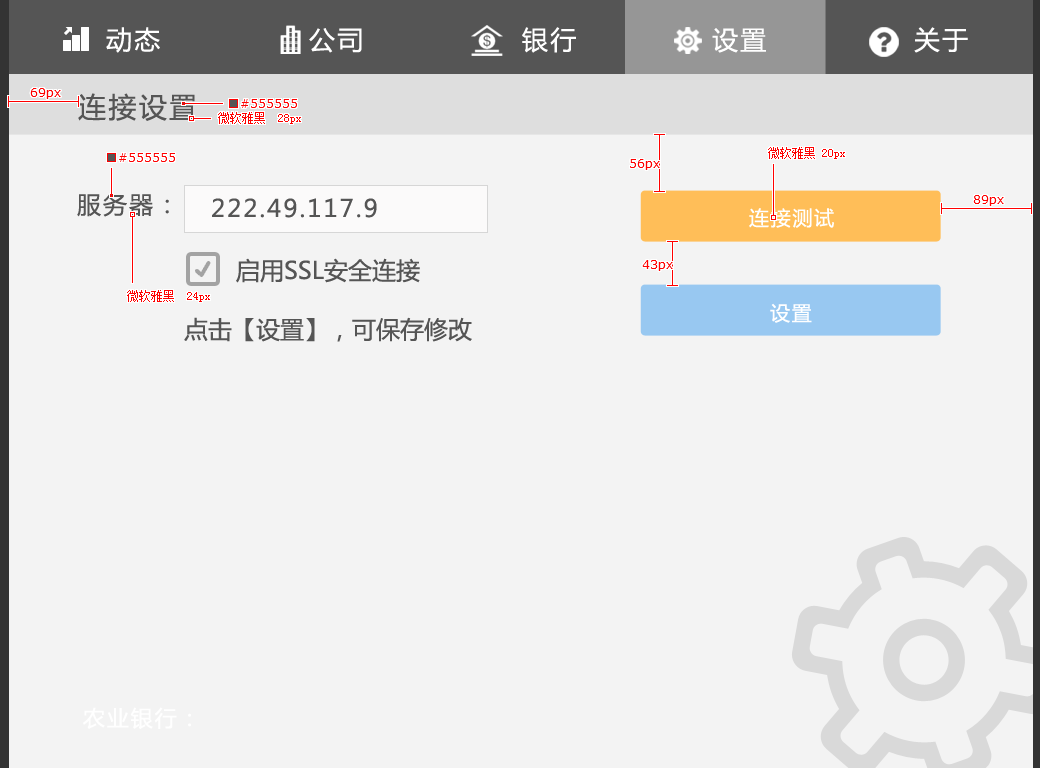 动态 公司 银行 设置 关于
69px 连接设置 #555555
微软雅黑 28px
#555555
56px 微软雅黑 20px
服务器： 222.49.117.9 连接测试 89px
启用SSL安全连接 43px
微软雅黑 24px
点击【设置】，可保存修改 设置
农业银行：